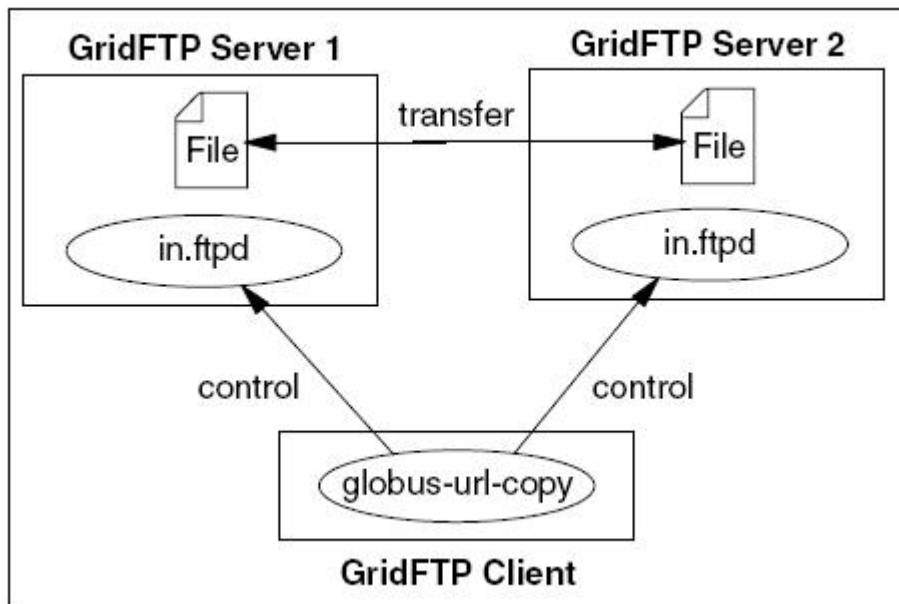 GridFTP Server 1
GridFTP Server 2
transfer
File
File
in.ftpd
in.ftpd
control
control
globus-url-copy
GridFTP Client